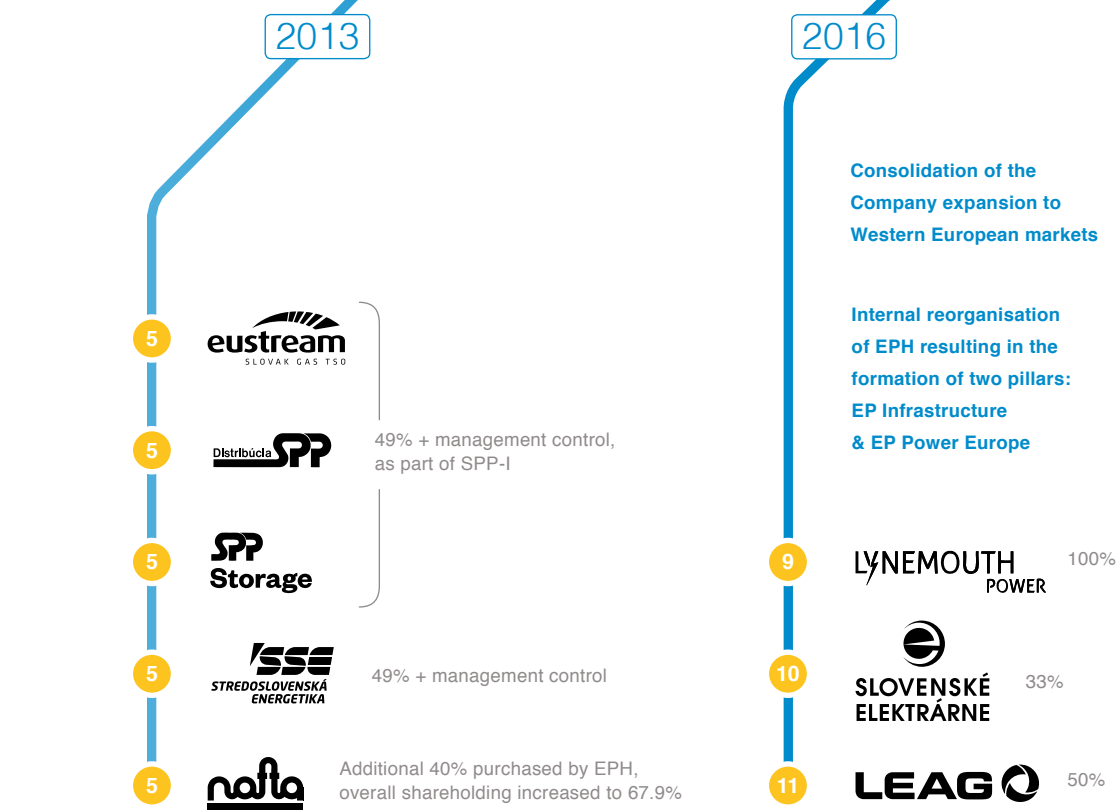 2013
5
eustream
SLOVAK GAS TSO
5
Distribúcia SPP
49% + management control,
as part of SPP-I
5
SPP
Storage
5
SSE
STREDOSLOVENSKÁ
ENERGETIKA
49% + management control
5
nafta
Additional 40% purchased by EPH,
overall shareholding increased to 67.9%
2016
Consolidation of the
Company expansion to
Western European markets
Internal reorganisation
of EPH resulting in the
formation of two pillars:
EP Infrastructure
& EP Power Europe
9
LYNEMOUTH
POWER
100%
10
SLOVENSKÉ
ELEKTRÁRNE
33%
11
LEAG
50%